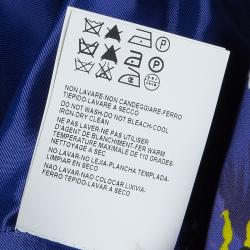 P
P
NON LAVARE-NON CANDEGGIARE-FERRO
TIEPIDO-LAVARE A SECCO
DO NOT WASH-DO NOT BLEACH-COOL
IRON-DRY CLEAN
NE PAS LAVER-NE PAS UTILISER
D'AGENT DE BLANCHIMENT-FER WARM
TEMPERATURE MAXIMALE DE 110 GRADES-
NETTOYAGE A SEC
NO LAVAR-NO LEJIA-PLANCHA TEMPLADA-
LIMPIAR EN SECO
NAO LAVAR-NAO COLOCAR LIXIVIA-
FERRO TEPIDO-LAVAR A SECO